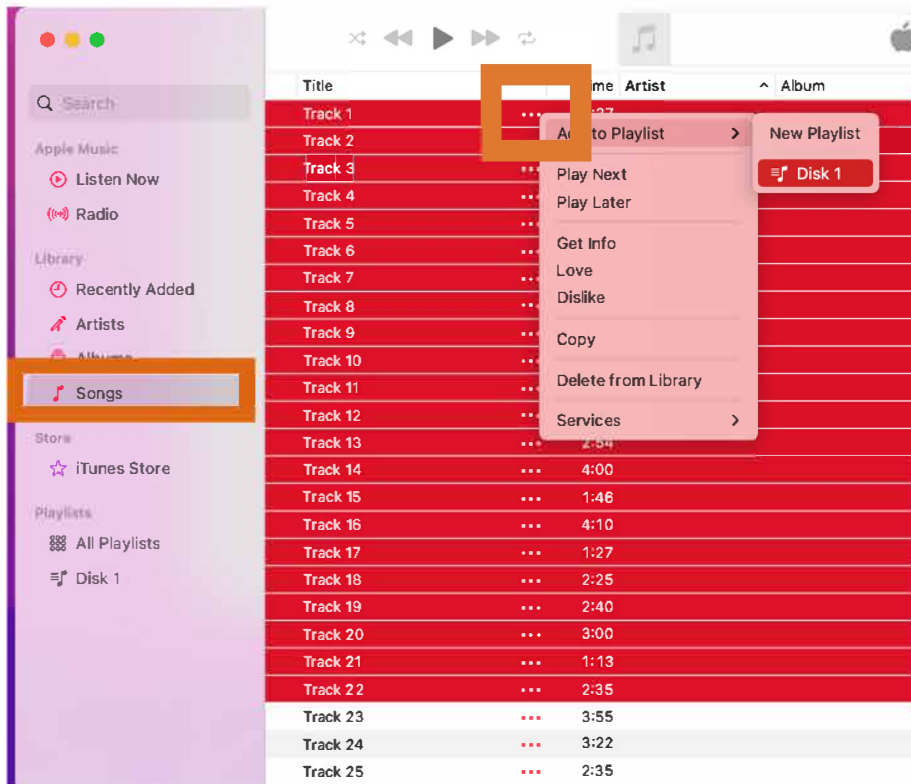 Search
Apple Music
Listen Now
Radio
Library
Recently Added
Artists
Albums
Songs
Store
iTunes Store
Playlists
All Playlists
Disk 1
Title Artist Album
Track 1
Track 2
Track 3
Track 4
Track 5
Track 6
Track 7
Track 8
Track 9
Track 10
Track 11
Track 12
Track 13 2:54
Track 14 4:00
Track 15 1:46
Track 16 4:10
Track 17 1:27
Track 18 2:25
Track 19 2:40
Track 20 3:00
Track 21 1:13
Track 22 2:35
Track 23 3:55
Track 24 3:22
Track 25 2:35
to Playlist
Play Next
Play Later
Get Info
Love
Dislike
Copy
Delete from Library
Services
New Playlist
Disk 1